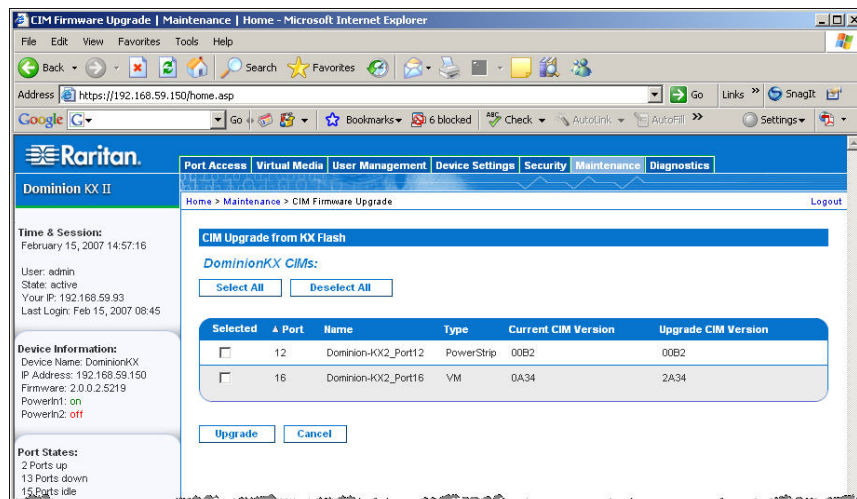 CIM Firmware Upgrade | Maintenance | Home - Microsoft Internet Explorer
File Edit View Favorites Tools Help
Back Search Favorites
Address https://192.168.59.150/home.asp Go Links » SnagIt
Google G Go Bookmarks 6 blocked ABC Check AutoLink AutoFill » Settings
Raritan.
Port Access Virtual Media User Management Device Settings Security Maintenance Diagnostics
Dominion KX II
Home > Maintenance > CIM Firmware Upgrade Logout
Time & Session:
February 15, 2007 14:57:16
User: admin
State: active
Your IP: 192.168.59.93
Last Login: Feb 15, 2007 08:45
Device Information:
Device Name: DominionKX
IP Address: 192.168.59.150
Firmware: 2.0.0.2.5219
PowerIn1: on
PowerIn2: off
Port States:
2 Ports up
13 Ports down
15 Ports idle
CIM Upgrade from KX Flash
DominionKX CIMs:
Select All Deselect All
Selected ▲ Port Name Type Current CIM Version Upgrade CIM Version
12 Dominion-KX2_Port12 PowerStrip 00B2 00B2
16 Dominion-KX2_Port16 VM 0A34 2A34
Upgrade Cancel